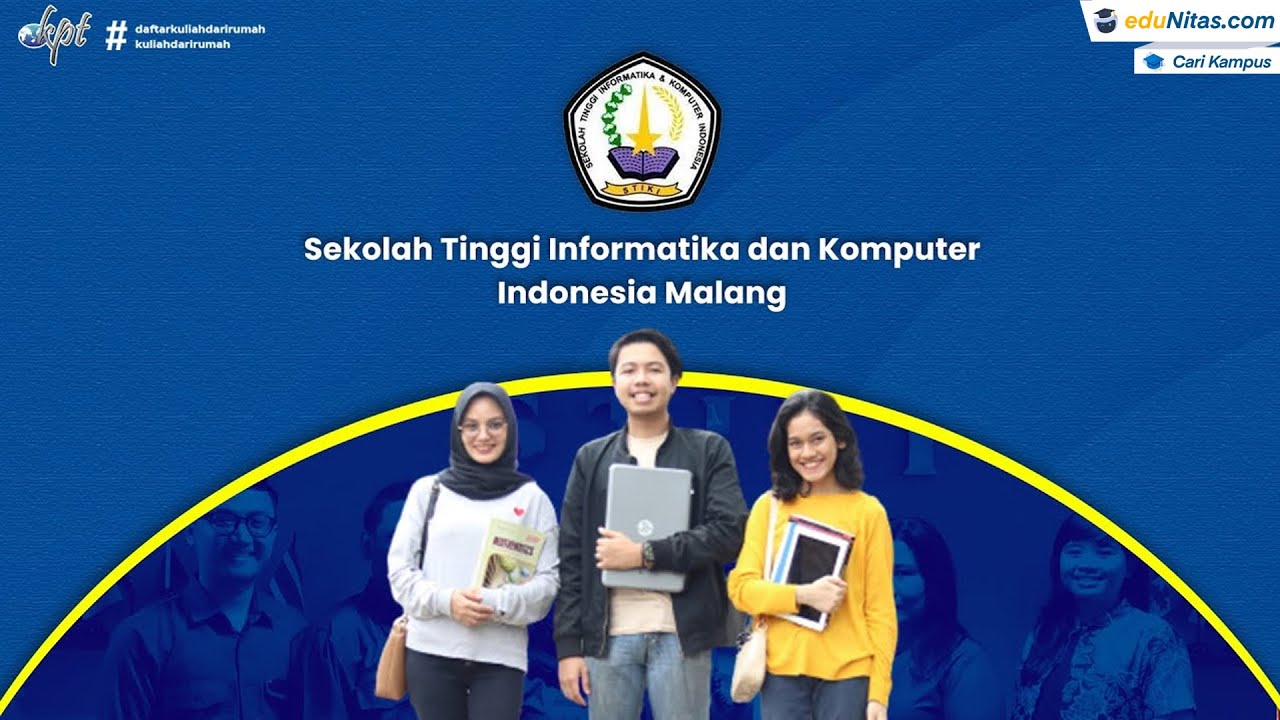 kpt
#
daftarkuliahdarirumah
kuliahdarirumah
eduNitas.com
Cari Kampus
SEKOLAH TINGGI INFORMATIKA & KOMPUTER INDONESIA
STIKI
Sekolah Tinggi Informatika dan Komputer
Indonesia Malang